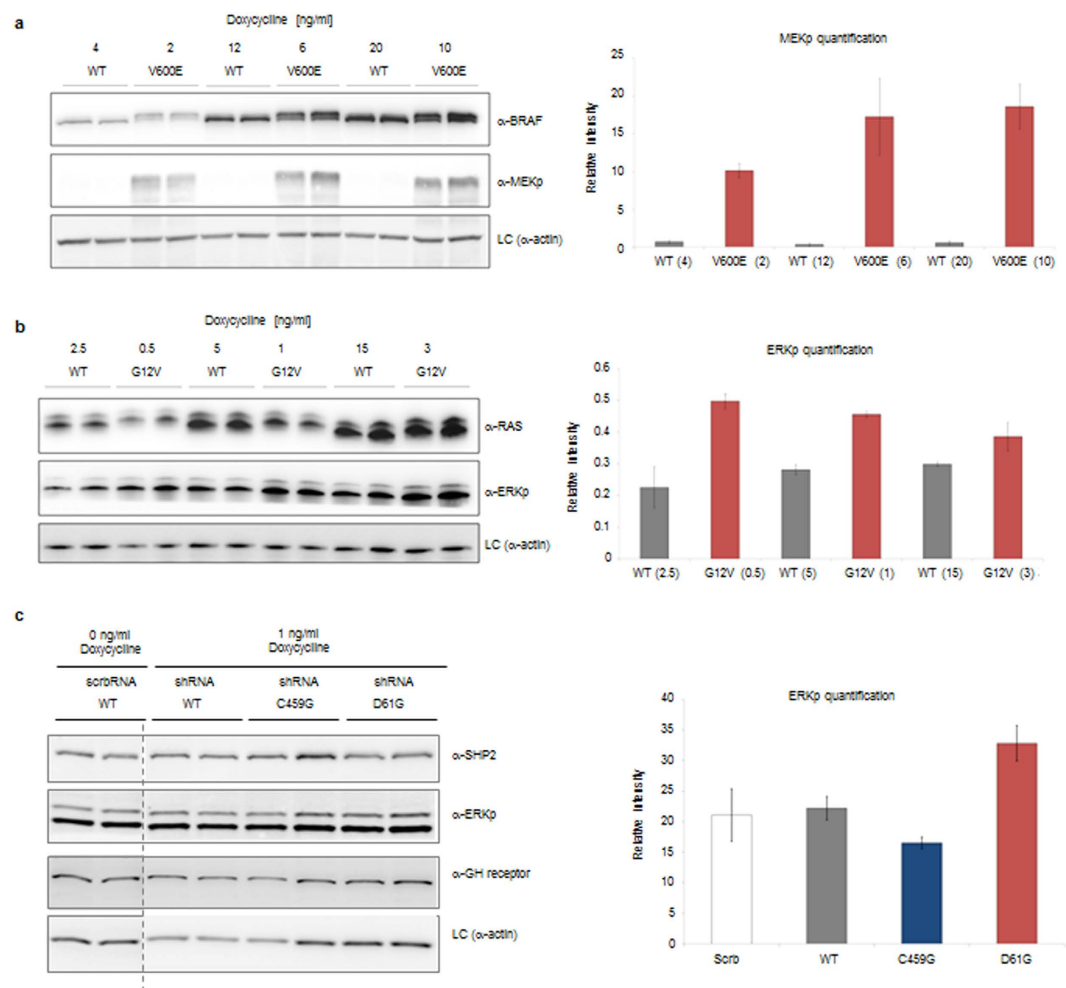 a
Doxycycline [ng/ml]
4 2 12 6 20 10
WT V600E WT V600E WT V600E
α-BRAF
α-MEKp
LC (α-actin)
MEKp quantification
Relative Intensity
25
20
15
10
5
0
WT (4) V600E (2) WT (12) V600E (6) WT (20) V600E (10)
b
Doxycyline [ng/ml]
2.5 0.5 5 1 15 3
WT G12V WT G12V WT G12V
α-RAS
α-ERKp
LC (α-actin)
ERKp quantification
Relative Intensity
0.6
0.5
0.4
0.3
0.2
0.1
0
WT (2.5) G12V (0.5) WT (5) G12V (1) WT (15) G12V (3)
c
0 ng/ml
Doxycycline
1 ng/ml
Doxycycline
scrbRNA shRNA shRNA shRNA
WT WT C459G D61G
α-SHP2
α-ERKp
α-GH receptor
LC (α-actin)
ERKp quantification
Relative Intensity
40
35
30
25
20
15
10
5
0
Scrb WT C459G D61G